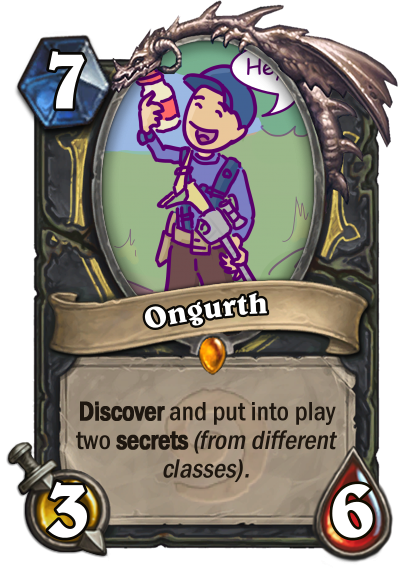 7
He,
Ongurth
Discover and put into play
two secrets (from different
classes).
3
6